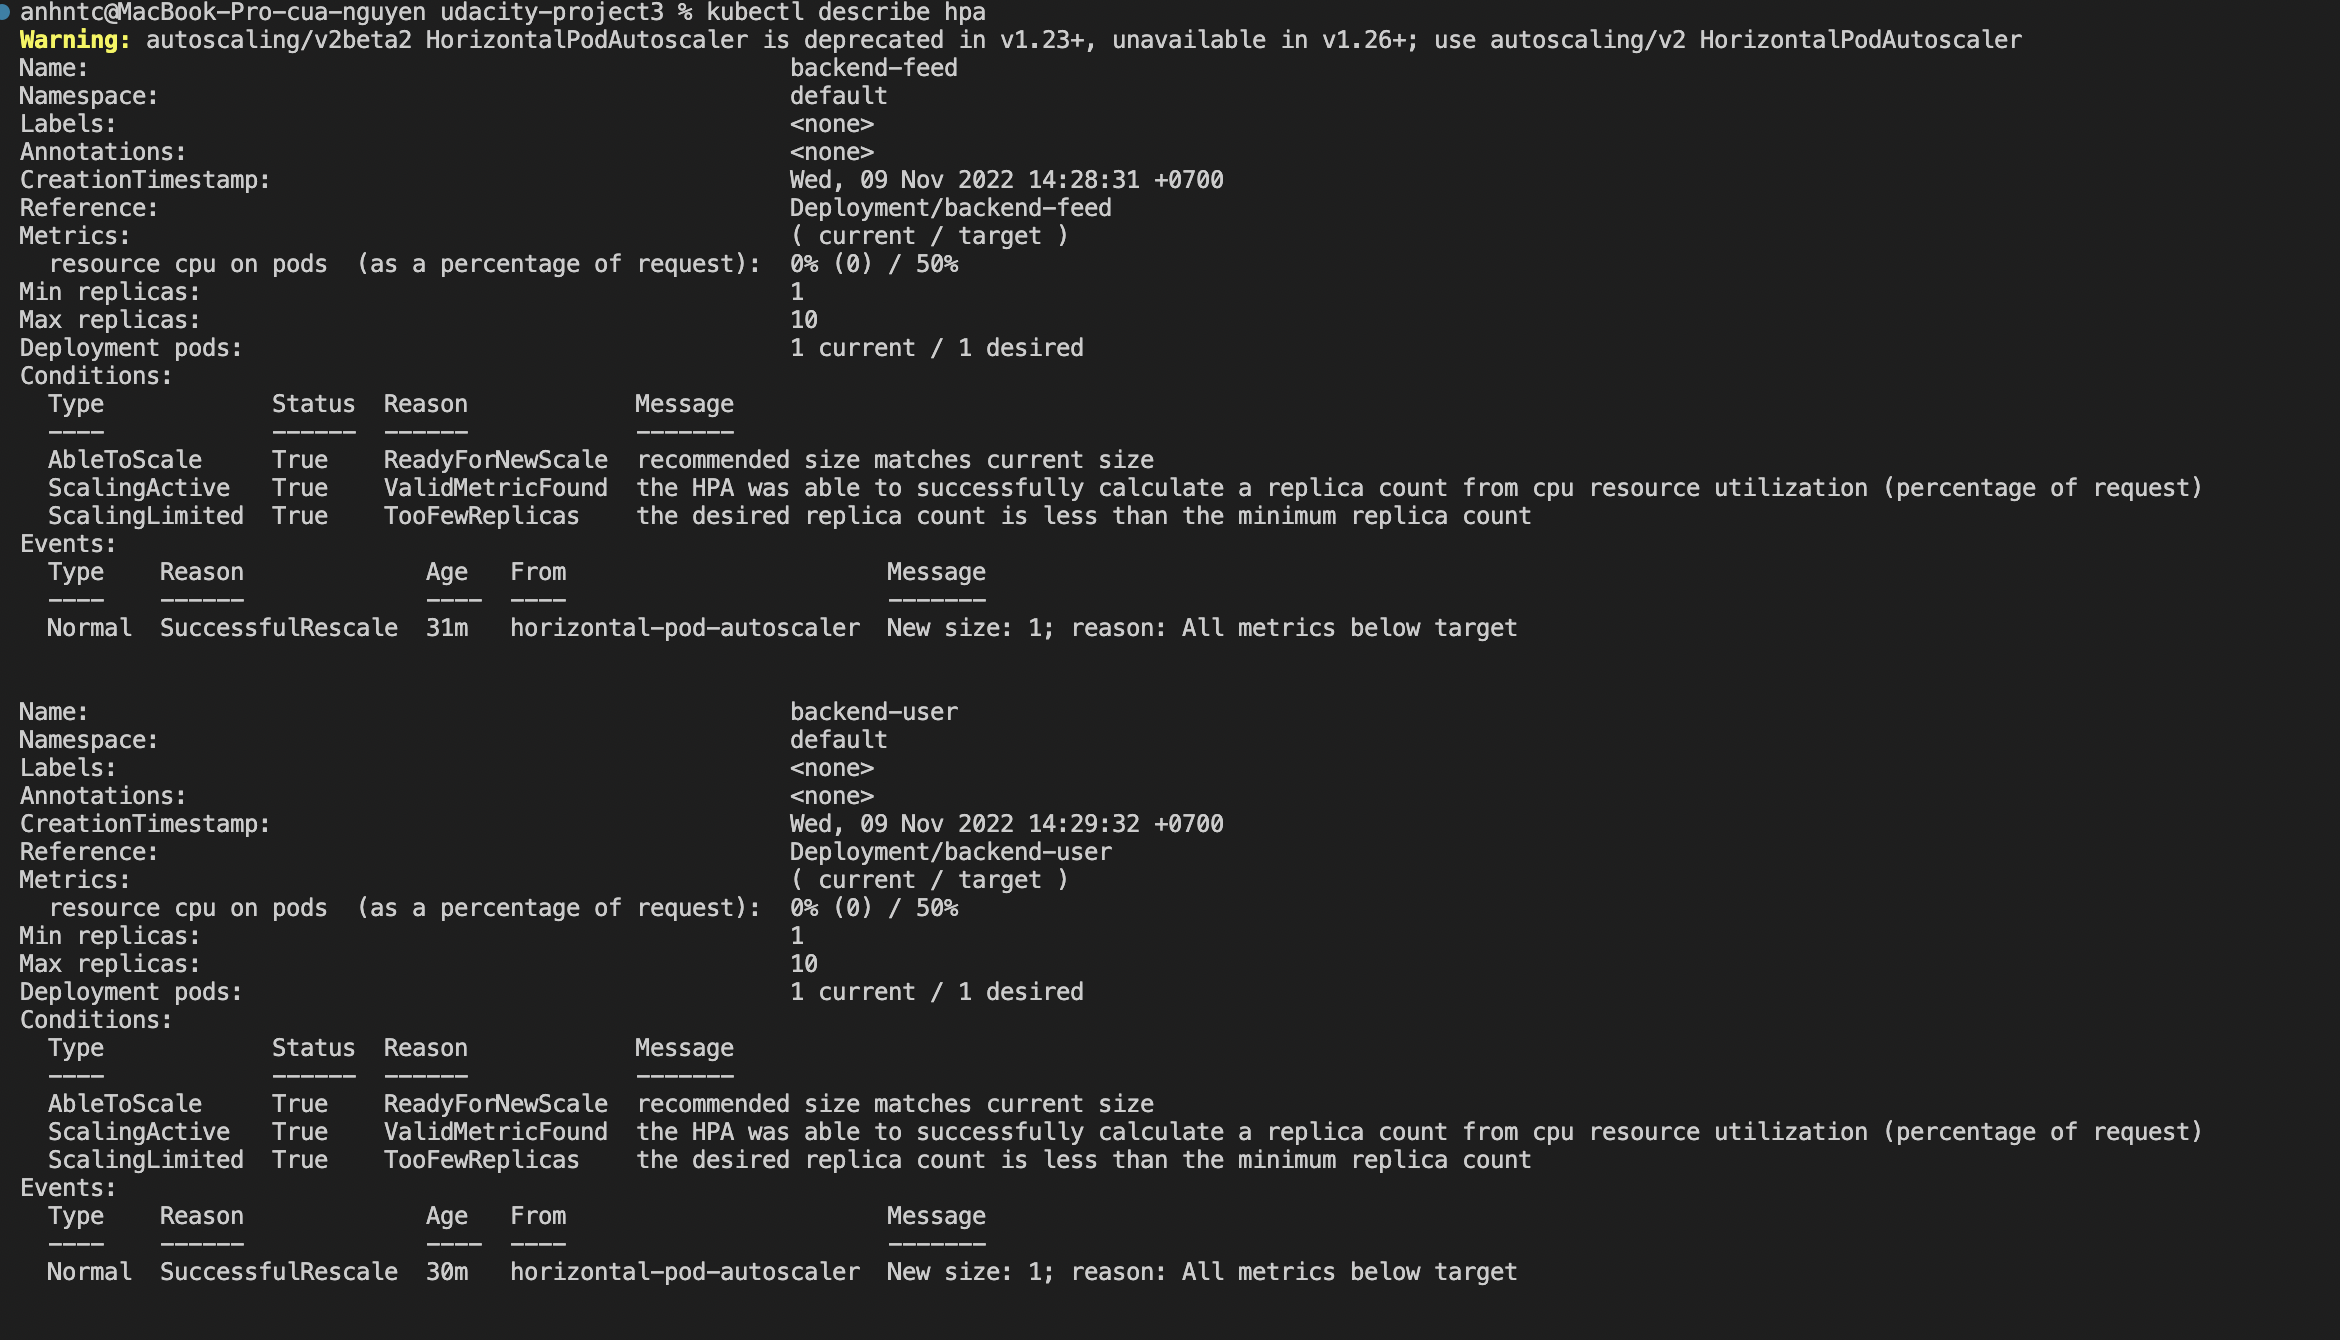 anhntc@MacBook-Pro-cua-nguyen udacity-project3 % kubectl describe hpa
Warning: autoscaling/v2beta2 HorizontalPodAutoscaler is deprecated in v1.23+, unavailable in v1.26+; use autoscaling/v2 HorizontalPodAutoscaler
Name: backend-feed
Namespace: default
Labels: <none>
Annotations: <none>
CreationTimestamp: Wed, 09 Nov 2022 14:28:31 +0700
Reference: Deployment/backend-feed
Metrics: ( current / target )
resource cpu on pods (as a percentage of request): 0% (0) / 50%
Min replicas: 1
Max replicas: 10
Deployment pods: 1 current / 1 desired
Conditions:
Type Status Reason Message
---- ------ ------ -------
AbleToScale True ReadyForNewScale recommended size matches current size
ScalingActive True ValidMetricFound the HPA was able to successfully calculate a replica count from cpu resource utilization (percentage of request)
ScalingLimited True TooFewReplicas the desired replica count is less than the minimum replica count
Events:
Type Reason Age From Message
---- ------ ---- ---- -------
Normal SuccessfulRescale 31m horizontal-pod-autoscaler New size: 1; reason: All metrics below target
Name: backend-user
Namespace: default
Labels: <none>
Annotations: <none>
CreationTimestamp: Wed, 09 Nov 2022 14:29:32 +0700
Reference: Deployment/backend-user
Metrics: ( current / target )
resource cpu on pods (as a percentage of request): 0% (0) / 50%
Min replicas: 1
Max replicas: 10
Deployment pods: 1 current / 1 desired
Conditions:
Type Status Reason Message
---- ------ ------ -------
AbleToScale True ReadyForNewScale recommended size matches current size
ScalingActive True ValidMetricFound the HPA was able to successfully calculate a replica count from cpu resource utilization (percentage of request)
ScalingLimited True TooFewReplicas the desired replica count is less than the minimum replica count
Events:
Type Reason Age From Message
---- ------ ---- ---- -------
Normal SuccessfulRescale 30m horizontal-pod-autoscaler New size: 1; reason: All metrics below target